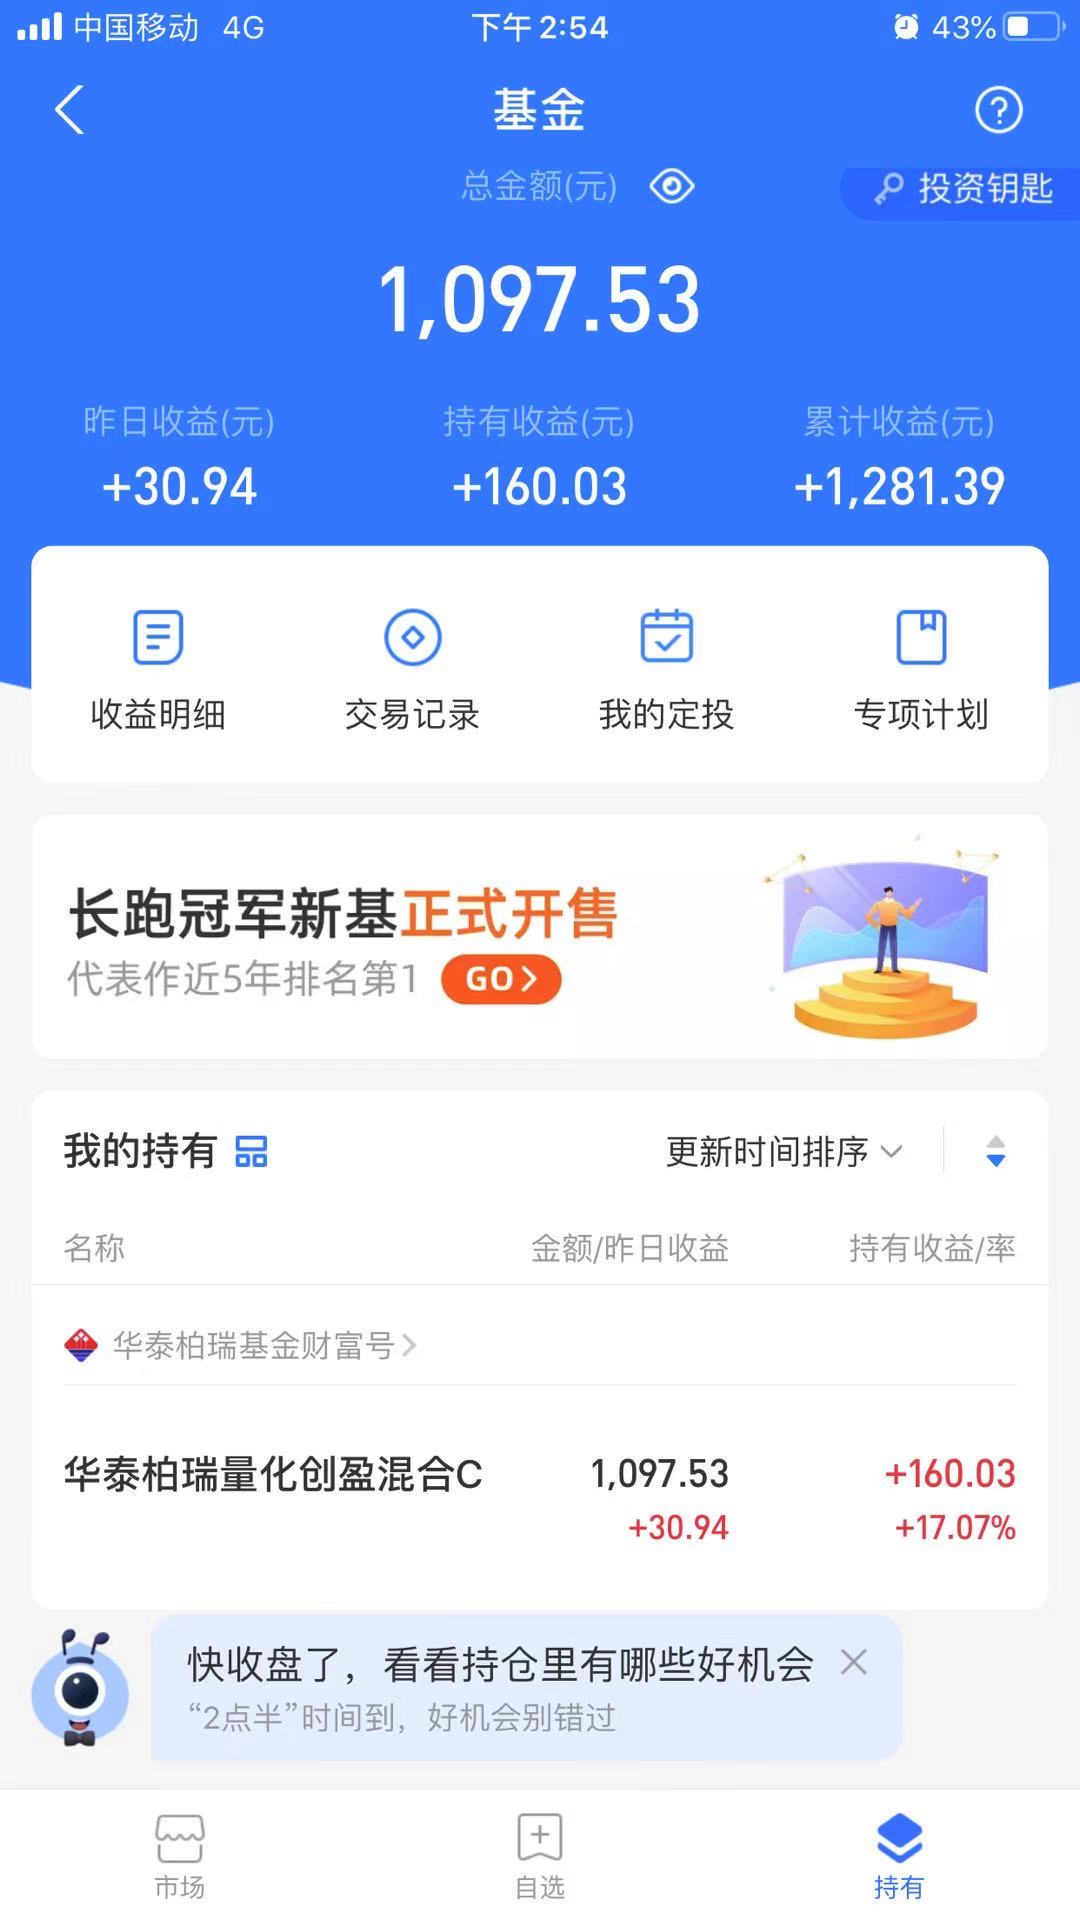 中国移动 4G 下午 2:54 43%
基金
总金额(元) 投资钥匙
1,097.53
昨日收益(元) 持有收益(元) 累计收益(元)
+30.94 +160.03 +1,281.39
收益明细 交易记录 我的定投 专项计划
长跑冠军新基正式开售
代表作近5年排名第1 GO
我的持有 更新时间排序
名称 金额/昨日收益 持有收益/率
华泰柏瑞基金财富号
华泰柏瑞量化创盈混合C 1,097.53 +160.03
+30.94 +17.07%
快收盘了，看看持仓里有哪些好机会
“2点半”时间到，好机会别错过
市场 自选 持有